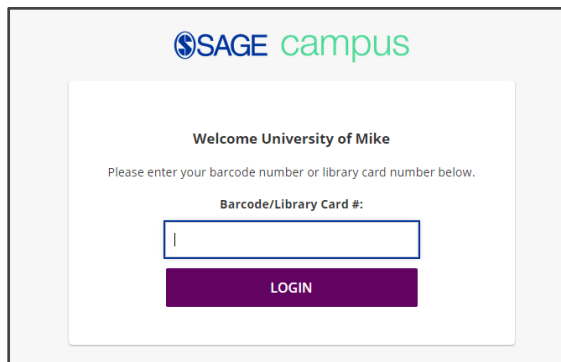 SAGE campus
Welcome University of Mike
Please enter your barcode number or library card number below.
Barcode/Library Card #:
LOGIN